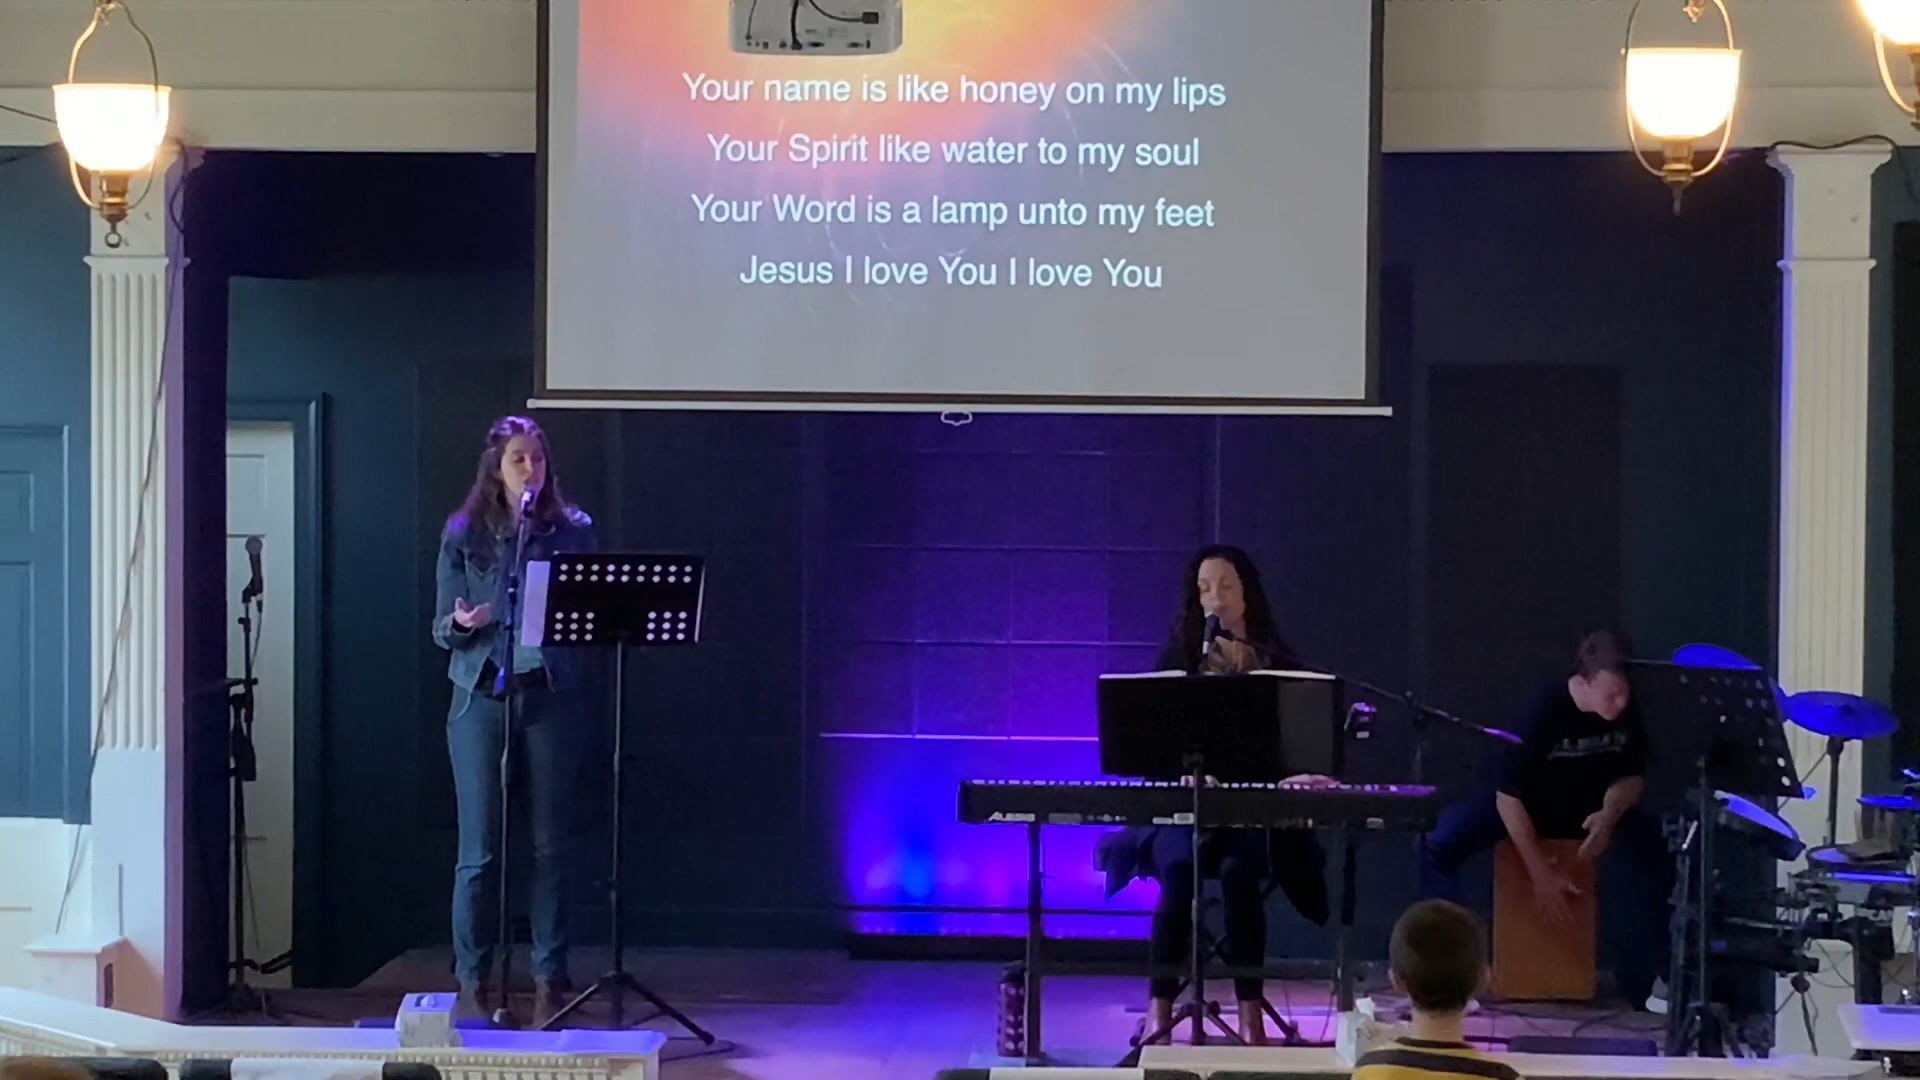 Your name is like honey on my lips
Your Spirit like water to my soul
Your Word is a lamp unto my feet
Jesus I love You I love You
ALESIS